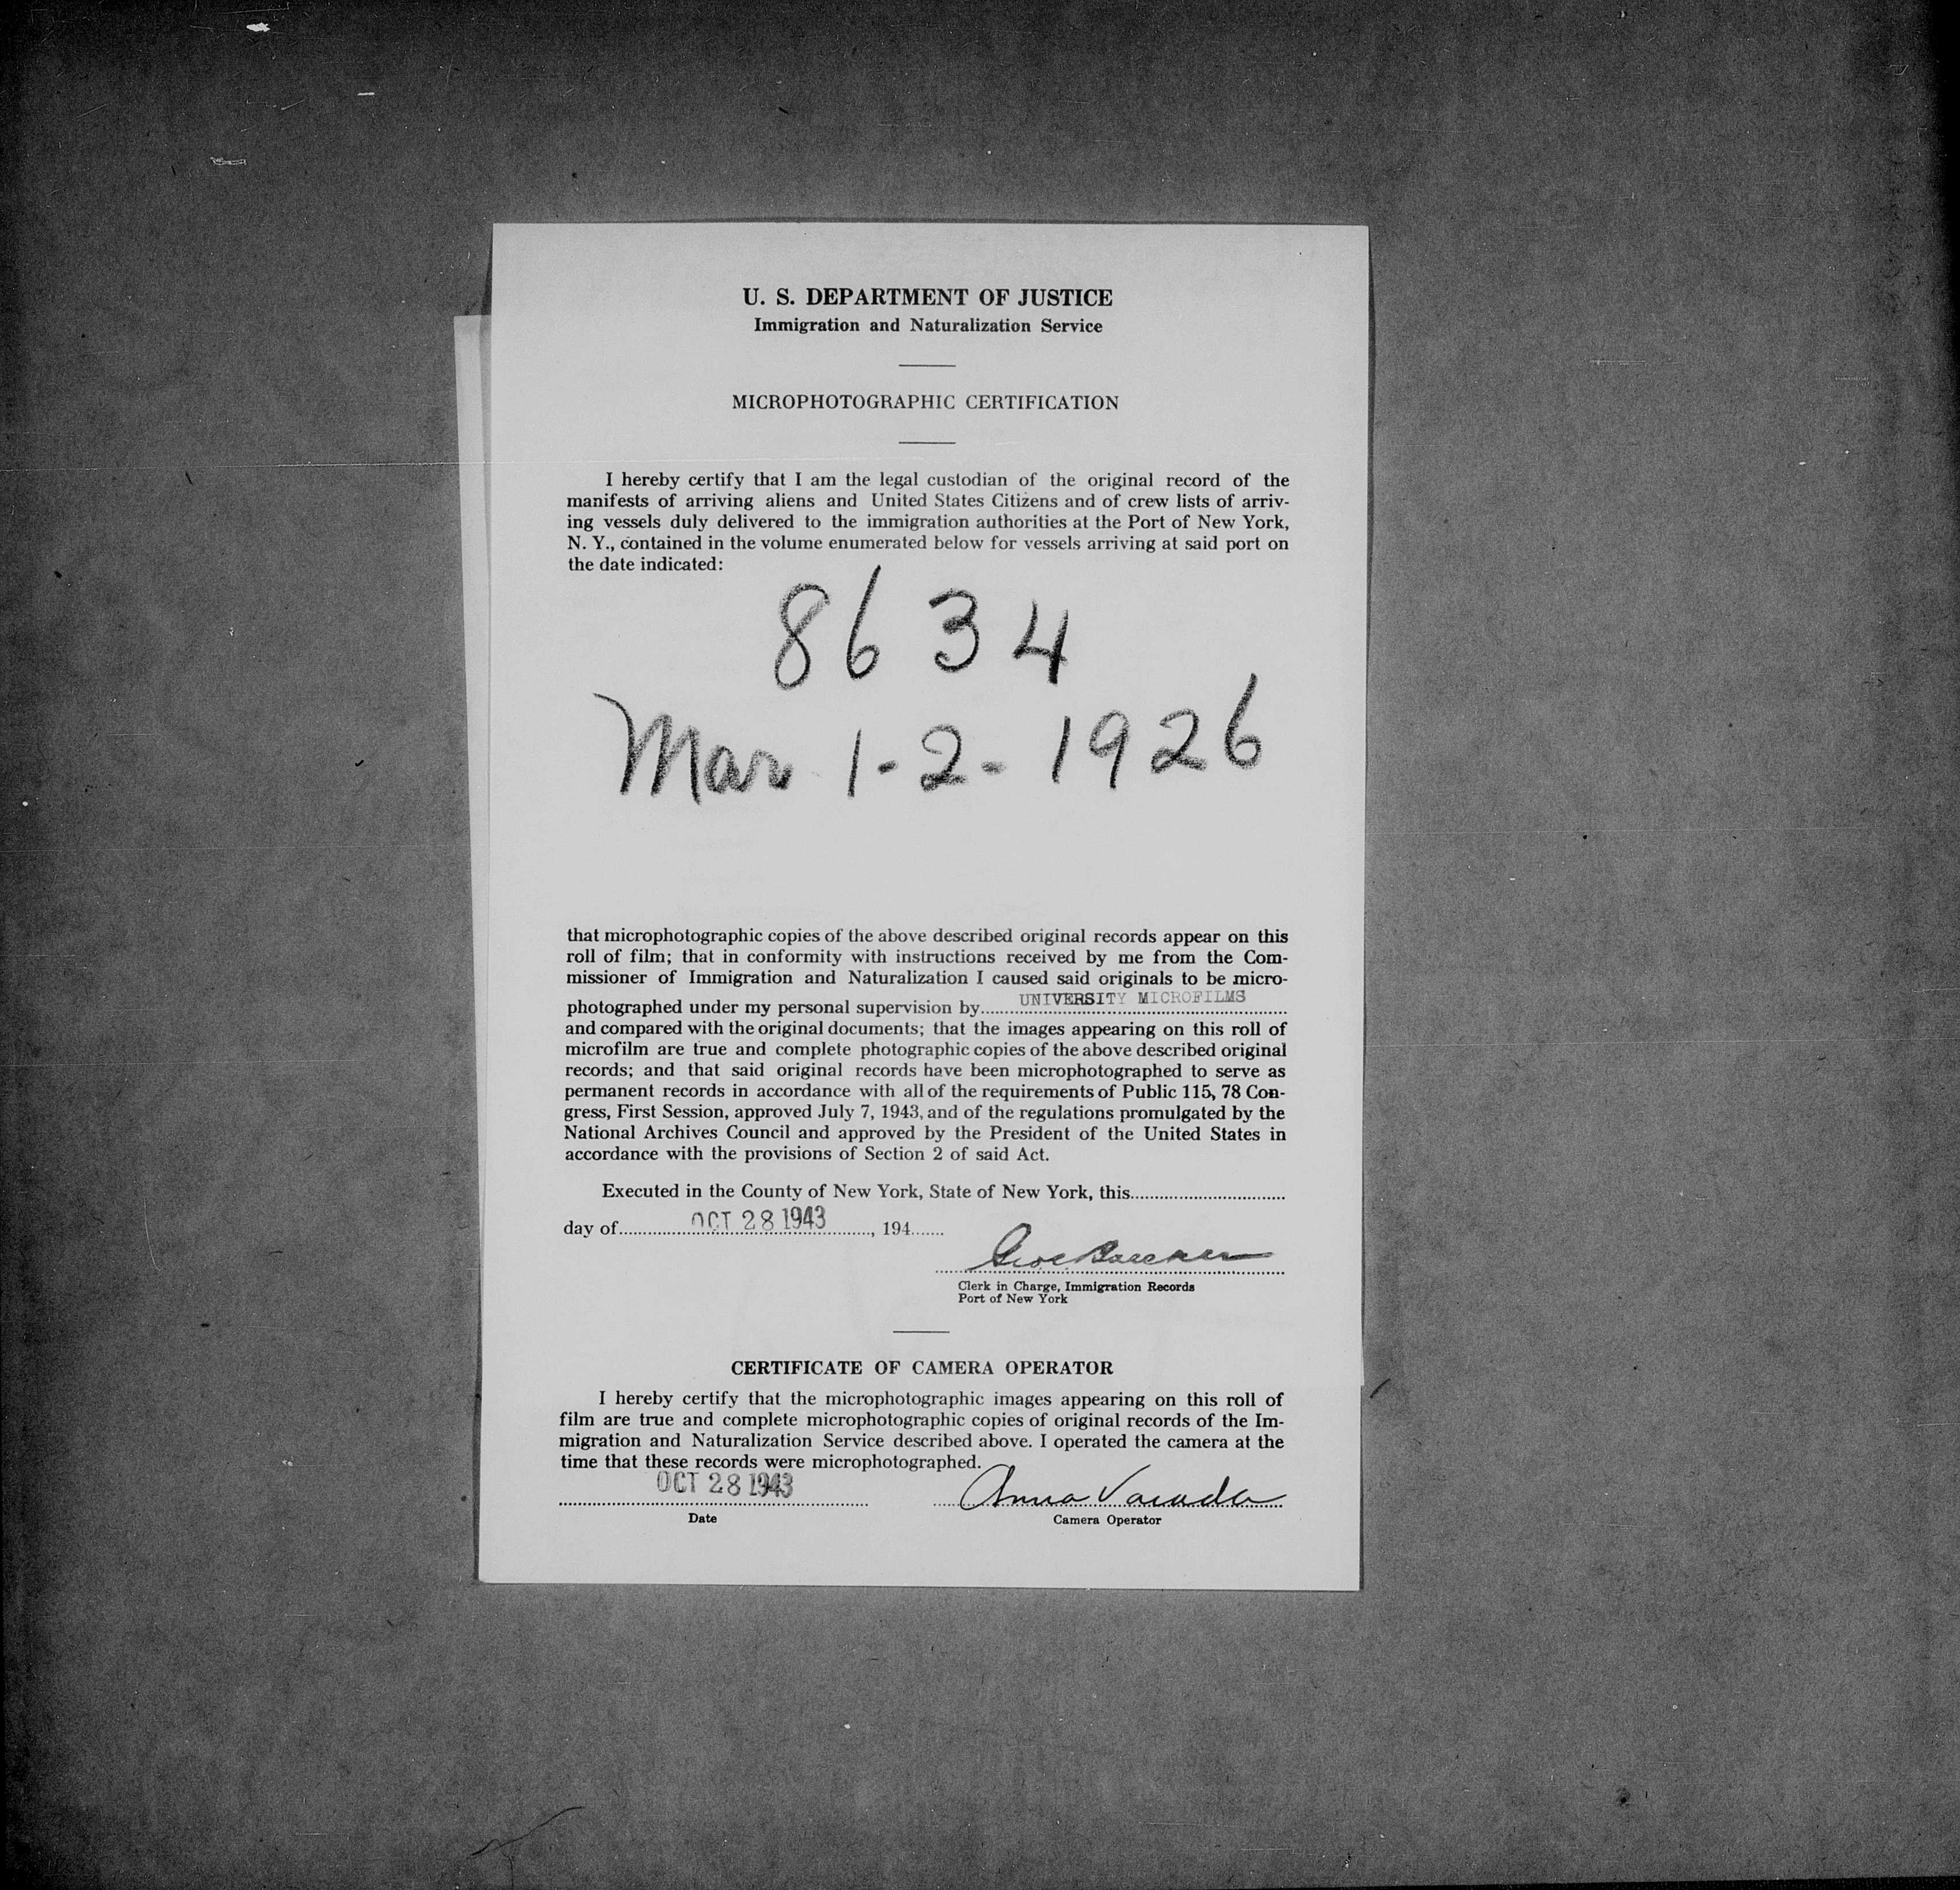 U. S. DEPARTMENT OF JUSTICE
Immigration and Naturalization Service
MICROPHOTOGRAPHIC CERTIFICATION
I hereby certify that I am the legal custodian of the original record of the
manifests of arriving aliens and United States Citizens and of crew lists of arriv-
ing vessels duly delivered to the immigration authorities at the Port of New York,
N. Y., contained in the volume enumerated below for vessels arriving at said port on
the date indicated:
8634
Mar 1-2-1926
that microphotographic copies of the above described original records appear on this
roll of film; that in conformity with instructions received by me from the Com-
missioner of Immigration and Naturalization I caused said originals to be micro-
photographed under my personal supervision by UNIVERSITY MICROFILMS
and compared with the original documents; that the images appearing on this roll of
microfilm are true and complete photographic copies of the above described original
records; and that said original records have been microphotographed to serve as
permanent records in accordance with all of the requirements of Public 115, 78 Con-
gress, First Session, approved July 7, 1943, and of the regulations promulgated by the
National Archives Council and approved by the President of the United States in
accordance with the provisions of Section 2 of said Act.
Executed in the County of New York, State of New York, this
day of OCT 28 1943, 194
Clerk in Charge, Immigration Records
Port of New York
CERTIFICATE OF CAMERA OPERATOR
I hereby certify that the microphotographic images appearing on this roll of
film are true and complete microphotographic copies of original records of the Im-
migration and Naturalization Service described above. I operated the camera at the
time that these records were microphotographed.
OCT 28 1943 Anna
Date Camera Operator